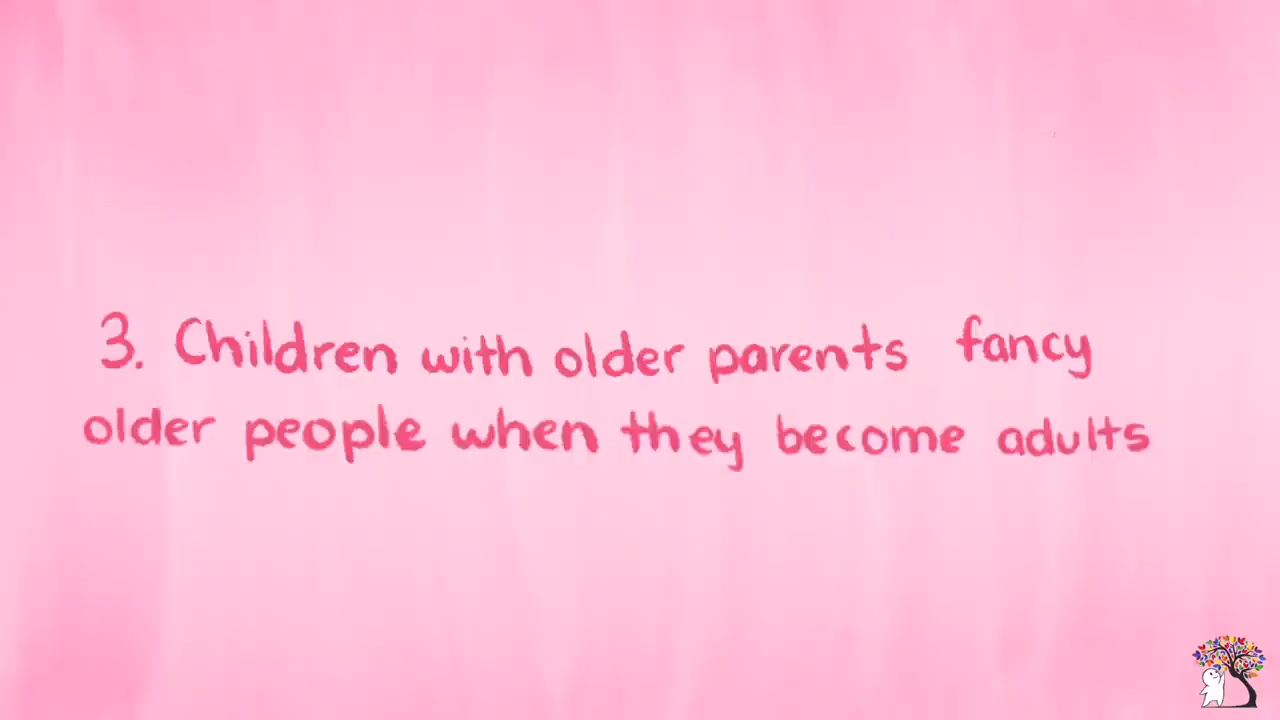 3. Children with older parents fancy
older people when they become adults